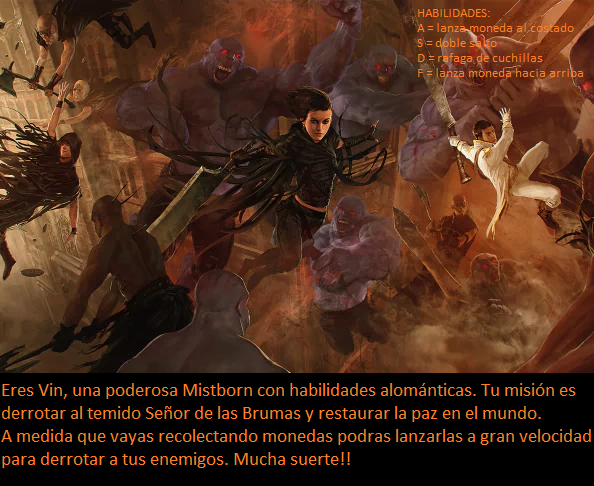 HABILIDADES:
A = lanza moneda al costado
S = doble salto
D = rafaga de cuchillas
F = lanza moneda hacia arriba
Eres Vin, una poderosa Mistborn con habilidades alománticas. Tu misión es
derrotar al temido Señor de las Brumas y restaurar la paz en el mundo.
A medida que vayas recolectando monedas podras lanzarlas a gran velocidad
para derrotar a tus enemigos. Mucha suerte!!